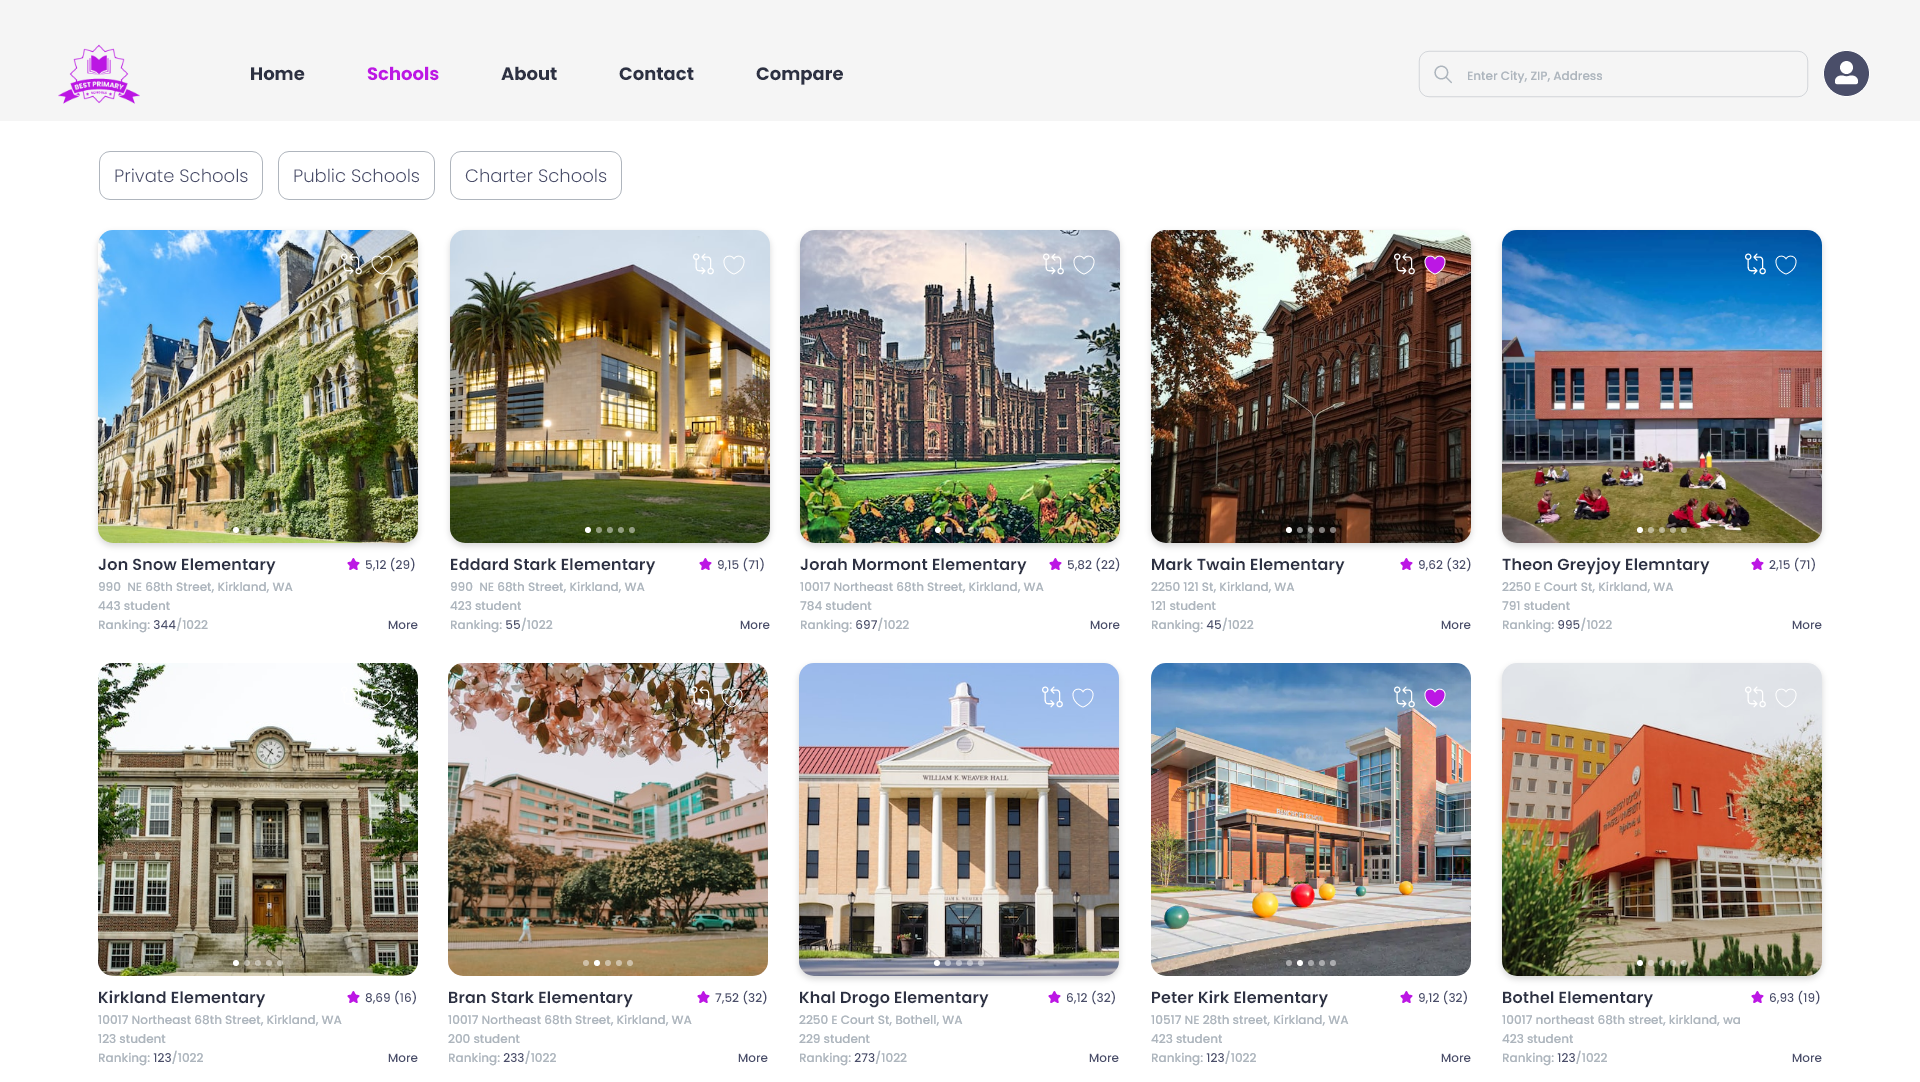 BEST PRIMARY
Home
Schools
About
Contact
Compare
Enter City, ZIP, Address
Private Schools
Public Schools
Charter Schools
Jon Snow Elementary
5,12 (29)
990 NE 68th Street, Kirkland, WA
443 student
Ranking: 344/1022
More
Eddard Stark Elementary
9,15 (71)
990 NE 68th Street, Kirkland, WA
423 student
Ranking: 55/1022
More
Jorah Mormont Elementary
5,82 (22)
10017 Northeast 68th Street, Kirkland, WA
784 student
Ranking: 697/1022
More
Mark Twain Elementary
9,62 (32)
2250 121 St, Kirkland, WA
121 student
Ranking: 45/1022
More
Theon Greyjoy Elemntary
2,15 (71)
2250 E Court St, Kirkland, WA
791 student
Ranking: 995/1022
More
WILLIAM K. WEAVER HALL
Kirkland Elementary
8,69 (16)
10017 Northeast 68th Street, Kirkland, WA
123 student
Ranking: 123/1022
More
Bran Stark Elementary
7,52 (32)
10017 Northeast 68th Street, Kirkland, WA
200 student
Ranking: 233/1022
More
Khal Drogo Elementary
6,12 (32)
2250 E Court St, Bothell, WA
229 student
Ranking: 273/1022
More
Peter Kirk Elementary
9,12 (32)
10517 NE 28th street, Kirkland, WA
423 student
Ranking: 123/1022
More
Bothel Elementary
6,93 (19)
10017 northeast 68th street, kirkland, wa
423 student
Ranking: 123/1022
More